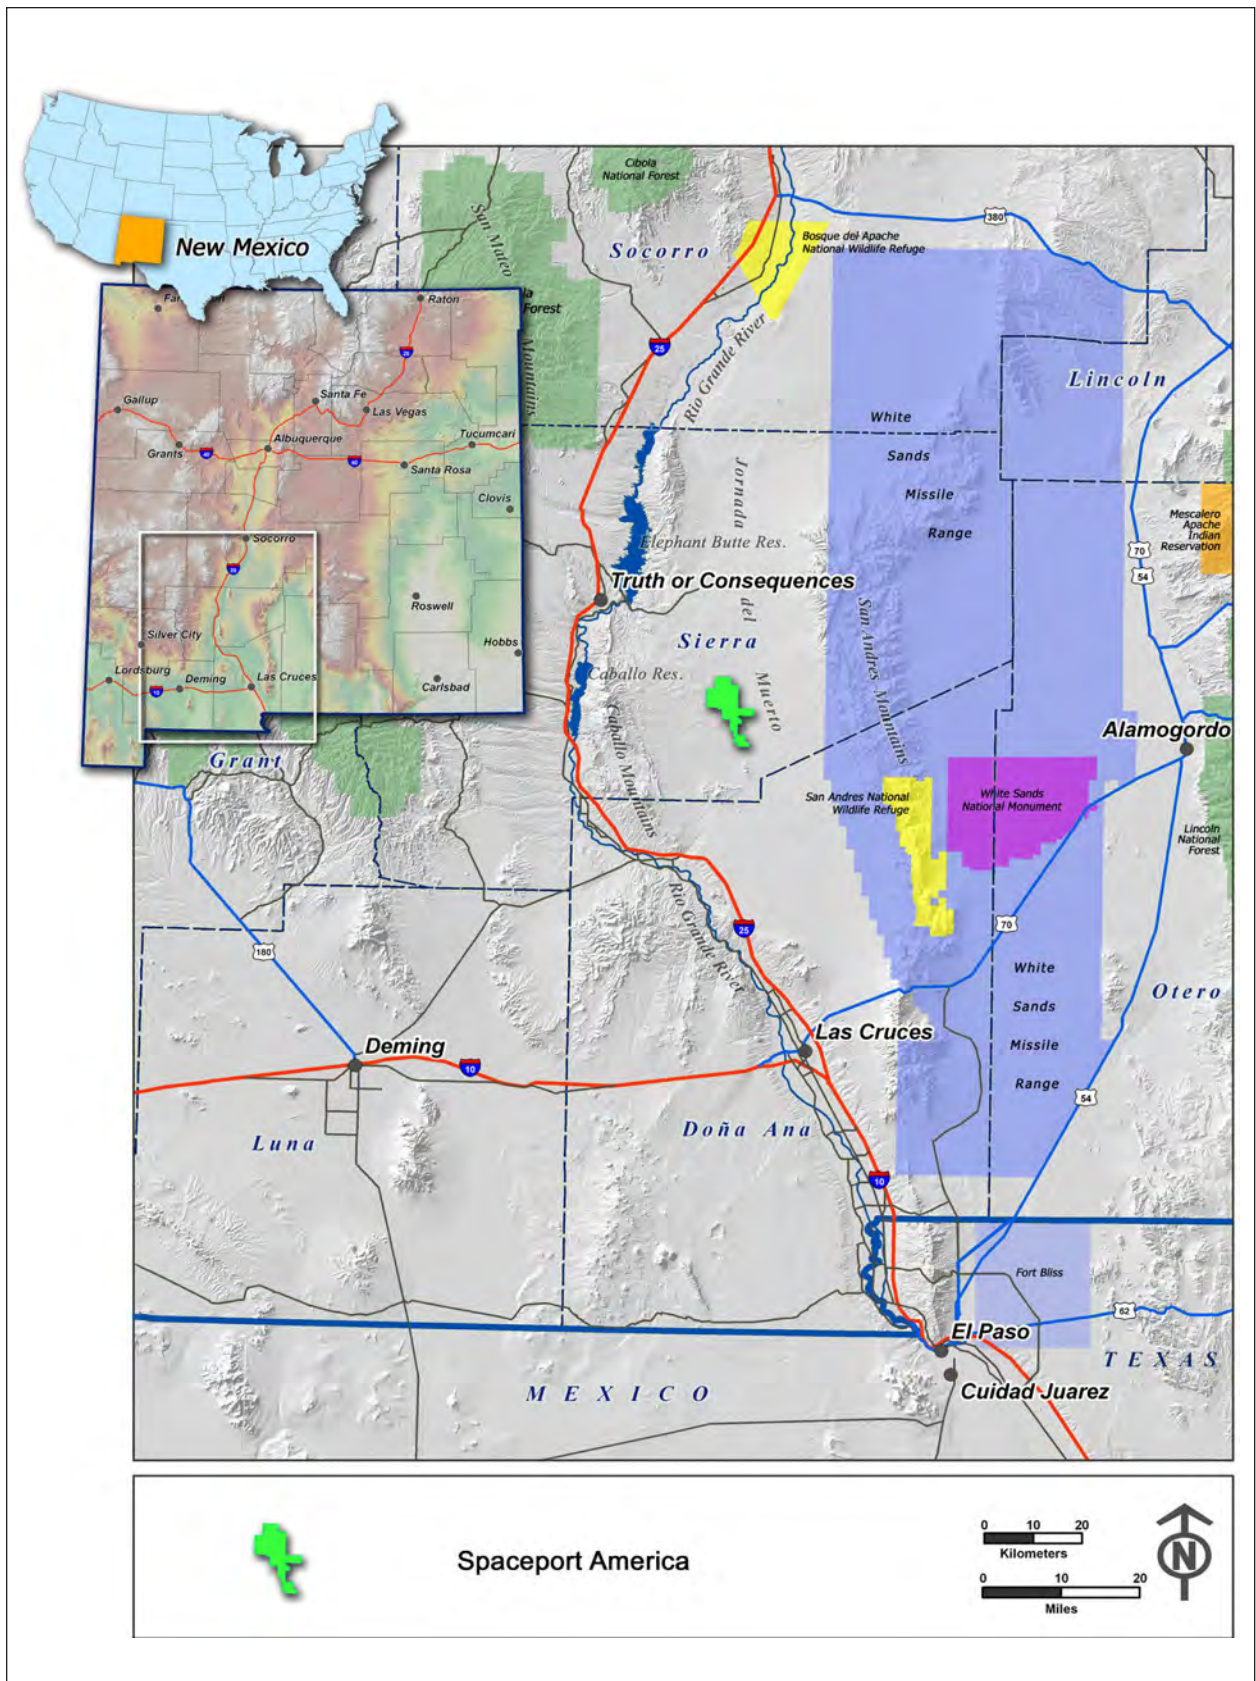 New Mexico
Raton
Gallup
Santa Fe
Las Vegas
Grants
40
Albuquerque
40
Tucumcari
Santa Rosa
Clovis
Socorro
Roswell
Silver City
Hobbs
Lordsburg
10
Deming
Las Cruces
Carlsbad
Cibola
National Forest
San Mateo
Mountains
Forest
Socorro
Bosque del Apache
National Wildlife Refuge
380
25
Rio Grande River
Lincoln
White
Sands
Missile
Range
Jornada
del
Muerto
Elephant Butte Res.
Truth or Consequences
Mescalero
Apache
Indian
Reservation
70
54
San Andres Mountains
Sierra
Caballo Res.
Caballo Mountains
Grant
Alamogordo
San Andres National
Wildlife Refuge
White Sands
National Monument
Lincoln
National
Forest
Rio Grande River
25
70
180
White
Sands
Missile
Range
Otero
Las Cruces
Deming
10
54
Luna
Doña Ana
10
Fort Bliss
62
El Paso
TEXAS
MEXICO
Cuidad Juarez
Spaceport America
0 10 20
Kilometers
0 10 20
Miles
N